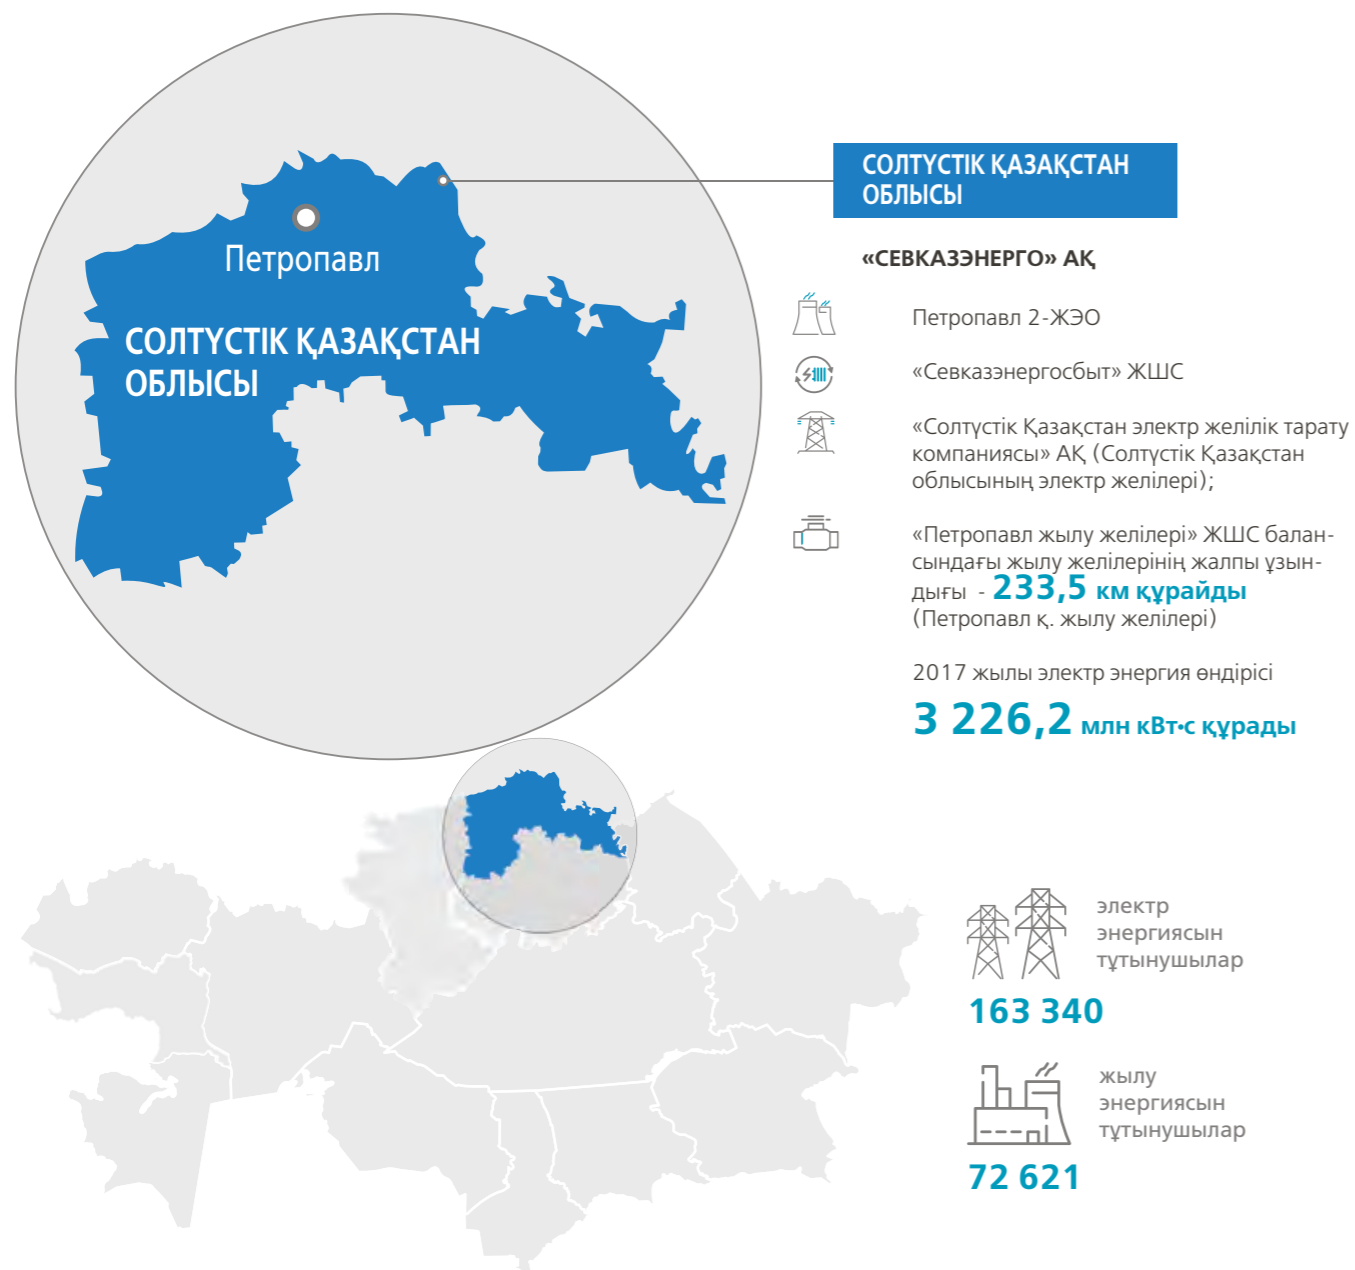 Петропавл
СОЛТҮСТІК ҚАЗАҚСТАН
ОБЛЫСЫ
СОЛТҮСТІК ҚАЗАҚСТАН
ОБЛЫСЫ
«СЕВКАЗЭНЕРГО» АҚ
Петропавл 2-ЖЭО
«Севказэнергосбыт» ЖШС
«Солтүстік Қазақстан электр желілік тарату
компаниясы» АҚ (Солтүстік Қазақстан
облысының электр желілері);
«Петропавл жылу желілері» ЖШС балан-
сындағы жылу желілерінің жалпы ұзын-
дығы - 233,5 км құрайды
(Петропавл қ. жылу желілері)
2017 жылы электр энергия өндірісі
3 226,2 млн кВт•с құрады
электр
энергиясын
тұтынушылар
163 340
жылу
энергиясын
тұтынушылар
72 621